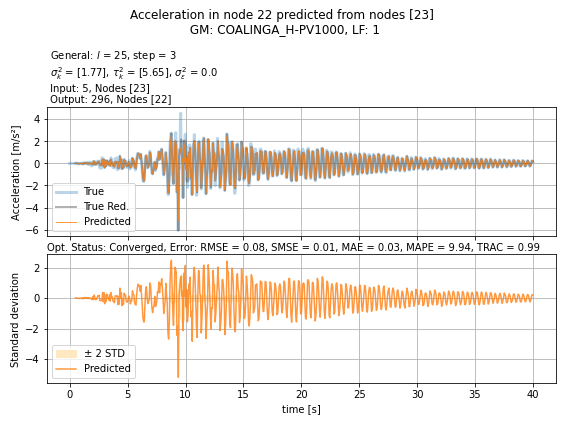 Acceleration in node 22 predicted from nodes [23]
GM: COALINGA_H-PV1000, LF: 1
General: l = 25, step = 3
σ²ₖ = [1.77], τ²ₖ = [5.65], σ²ε = 0.0
Input: 5, Nodes [23]
Output: 296, Nodes [22]
Acceleration [m/s²]
4
2
0
−2
−4
−6
True
True Red.
Predicted
Opt. Status: Converged, Error: RMSE = 0.08, SMSE = 0.01, MAE = 0.03, MAPE = 9.94, TRAC = 0.99
Standard deviation
2
0
−2
−4
± 2 STD
Predicted
0 5 10 15 20 25 30 35 40
time [s]